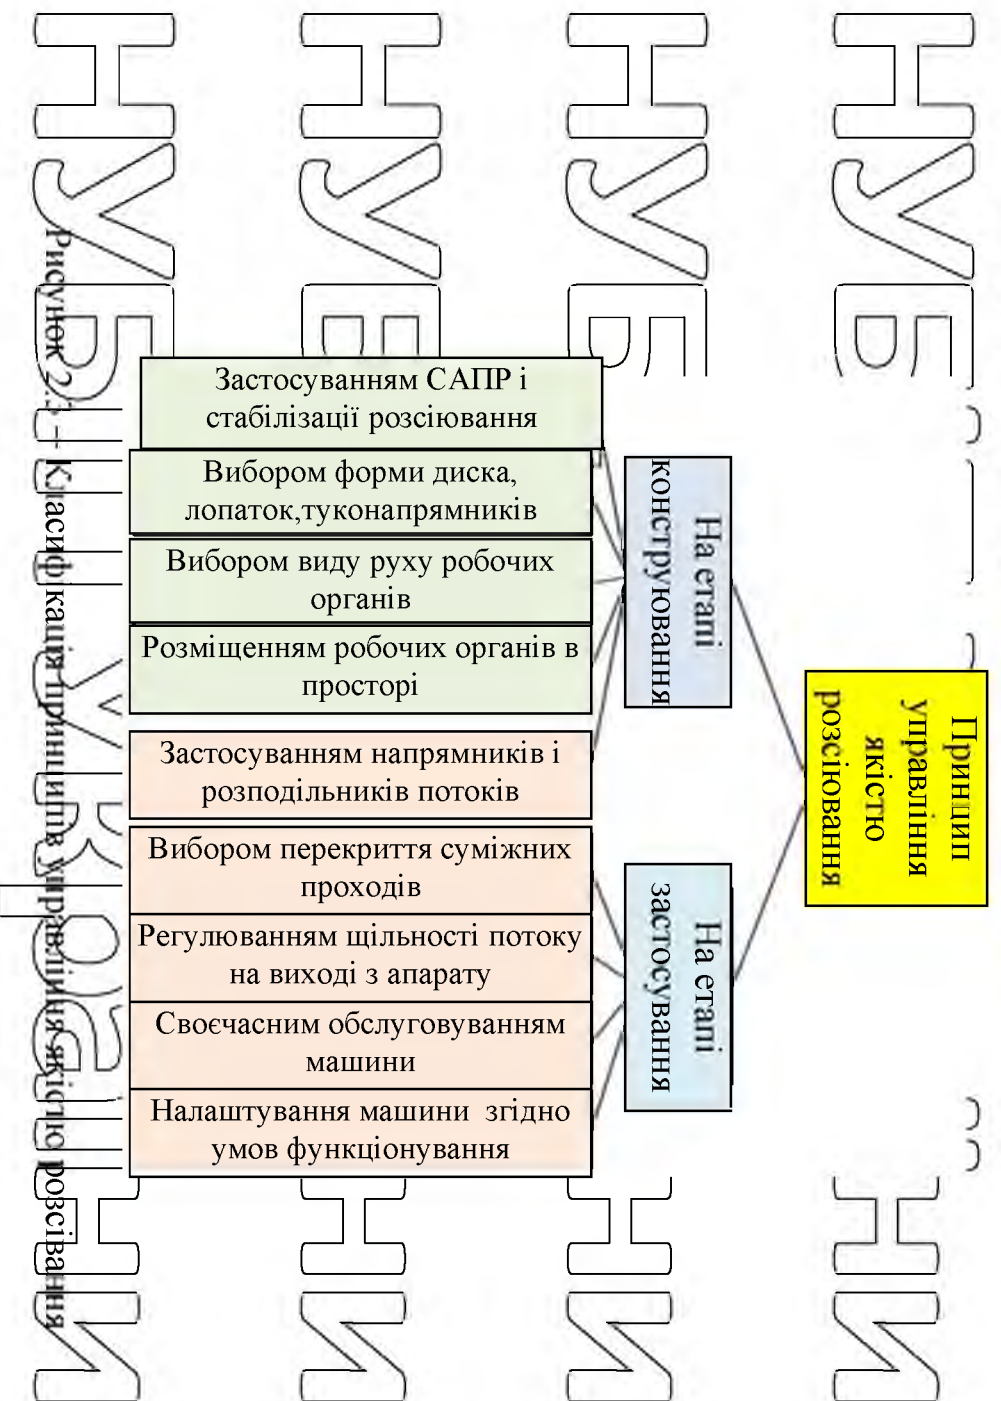 Принцип
управління
якістю
розсіювання
На етапі
конструювання
Застосуванням САПР і
стабілізації розсіювання
Вибором форми диска,
лопаток,туконапрямників
Вибором виду руху робочих
органів
Розміщенням робочих органів в
просторі
Застосуванням напрямників і
розподільників потоків
На етапі
застосування
Вибором перекриття суміжних
проходів
Регулюванням щільності потоку
на виході з апарату
Своєчасним обслуговуванням
машини
Налаштування машини згідно
умов функціонування
Рисунок – Класифікація принципів управління якістю розсівання